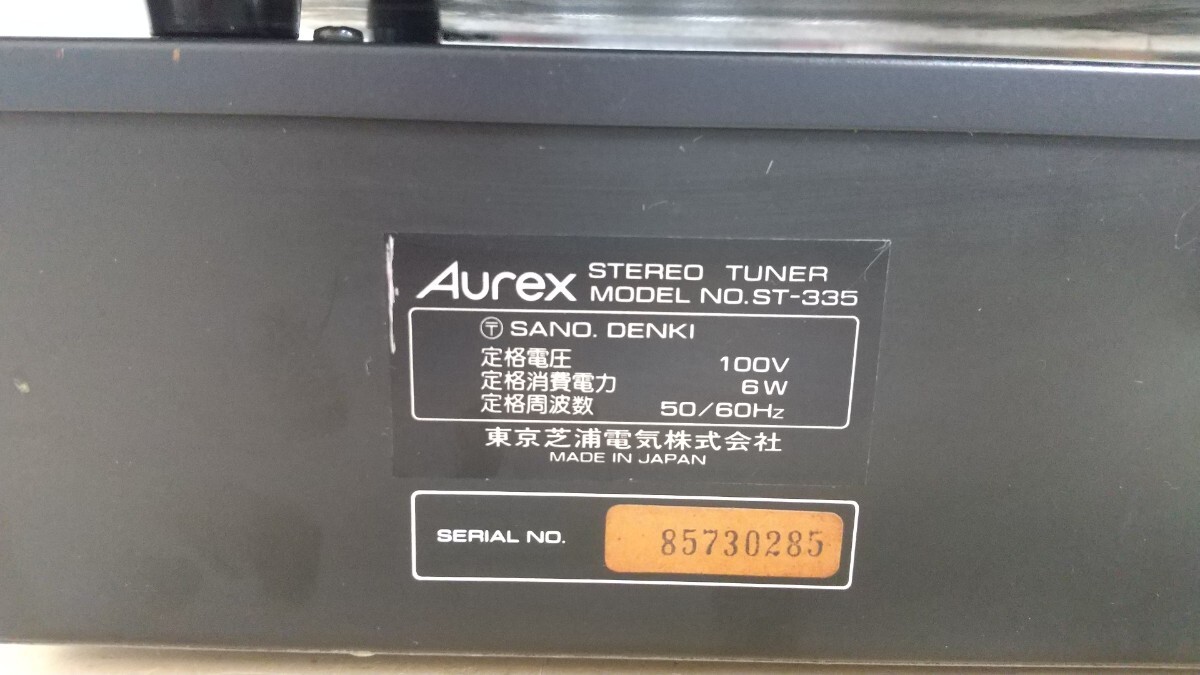 Aurex STEREO TUNER
MODEL NO. ST-335
〒 SANO. DENKI
定格電圧 100V
定格消費電力 6W
定格周波数 50/60Hz
東京芝浦電気株式会社
MADE IN JAPAN
SERIAL NO. 85730285